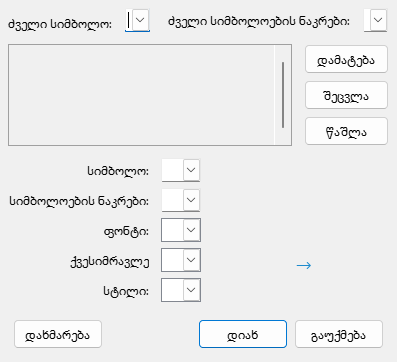 ძველი სიმბოლო: ძველი სიმბოლოების ნაკრები:
დამატება
შეცვლა
წაშლა
სიმბოლო:
სიმბოლოების ნაკრები:
ფონტი:
ქვესიმრავლე
სტილი:
დახმარება დიახ გაუქმება